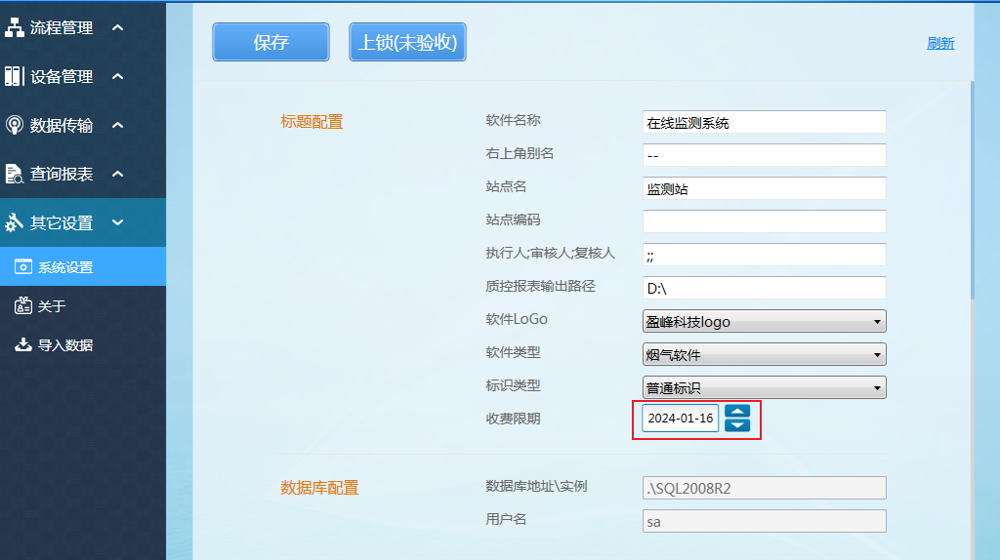 流程管理
设备管理
数据传输
查询报表
其它设置
系统设置
关于
导入数据
保存
上锁(未验收)
刷新
标题配置
软件名称 在线监测系统
右上角别名 --
站点名 监测站
站点编码
执行人;审核人;复核人 ;;
质控报表输出路径 D:\
软件LoGo 盈峰科技logo
软件类型 烟气软件
标识类型 普通标识
收费限期 2024-01-16
数据库配置
数据库地址\实例 .\SQL2008R2
用户名 sa